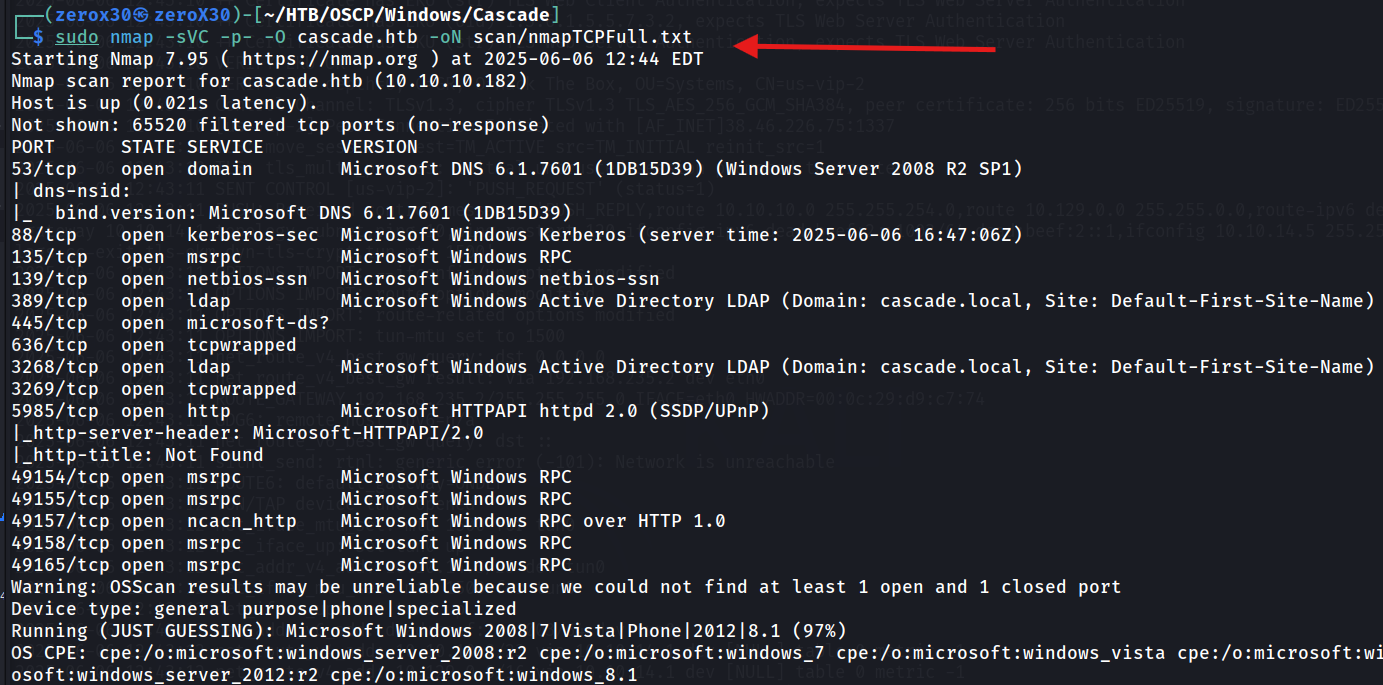 ┌──(zerox30㉿zeroX30)-[~/HTB/OSCP/Windows/Cascade]
└─$ sudo nmap -sVC -p- -O cascade.htb -oN scan/nmapTCPFull.txt
Starting Nmap 7.95 ( https://nmap.org ) at 2025-06-06 12:44 EDT
Nmap scan report for cascade.htb (10.10.10.182)
Host is up (0.021s latency).
Not shown: 65520 filtered tcp ports (no-response)
PORT      STATE SERVICE       VERSION
53/tcp    open  domain        Microsoft DNS 6.1.7601 (1DB15D39) (Windows Server 2008 R2 SP1)
| dns-nsid:
|_  bind.version: Microsoft DNS 6.1.7601 (1DB15D39)
88/tcp    open  kerberos-sec  Microsoft Windows Kerberos (server time: 2025-06-06 16:47:06Z)
135/tcp   open  msrpc         Microsoft Windows RPC
139/tcp   open  netbios-ssn   Microsoft Windows netbios-ssn
389/tcp   open  ldap          Microsoft Windows Active Directory LDAP (Domain: cascade.local, Site: Default-First-Site-Name)
445/tcp   open  microsoft-ds?
636/tcp   open  tcpwrapped
3268/tcp  open  ldap          Microsoft Windows Active Directory LDAP (Domain: cascade.local, Site: Default-First-Site-Name)
3269/tcp  open  tcpwrapped
5985/tcp  open  http          Microsoft HTTPAPI httpd 2.0 (SSDP/UPnP)
|_http-server-header: Microsoft-HTTPAPI/2.0
|_http-title: Not Found
49154/tcp open  msrpc         Microsoft Windows RPC
49155/tcp open  msrpc         Microsoft Windows RPC
49157/tcp open  ncacn_http    Microsoft Windows RPC over HTTP 1.0
49158/tcp open  msrpc         Microsoft Windows RPC
49165/tcp open  msrpc         Microsoft Windows RPC
Warning: OSScan results may be unreliable because we could not find at least 1 open and 1 closed port
Device type: general purpose|phone|specialized
Running (JUST GUESSING): Microsoft Windows 2008|7|Vista|Phone|2012|8.1 (97%)
OS CPE: cpe:/o:microsoft:windows_server_2008:r2 cpe:/o:microsoft:windows_7 cpe:/o:microsoft:windows_vista cpe:/o:microsoft:wi
osoft:windows_server_2012:r2 cpe:/o:microsoft:windows_8.1